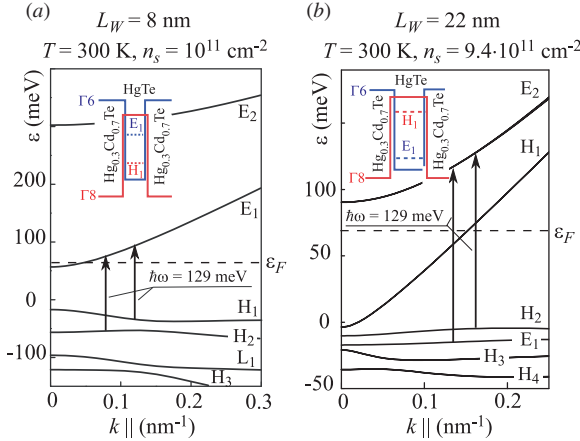 (a)
L_W = 8 nm
T = 300 K, n_s = 10^11 cm^-2
ε (meV)
200
100
0
-100
0
0.1
0.2
0.3
k || (nm^-1)
HgTe
Γ6
Γ8
Hg0.3Cd0.7Te
Hg0.3Cd0.7Te
E1
H1
E2
E1
εF
ħω = 129 meV
H1
H2
L1
H3
(b)
L_W = 22 nm
T = 300 K, n_s = 9.4·10^11 cm^-2
ε (meV)
150
100
50
0
-50
0
0.1
0.2
k || (nm^-1)
HgTe
Γ6
Γ8
Hg0.3Cd0.7Te
Hg0.3Cd0.7Te
H1
E1
E2
H1
εF
ħω = 129 meV
H2
E1
H3
H4